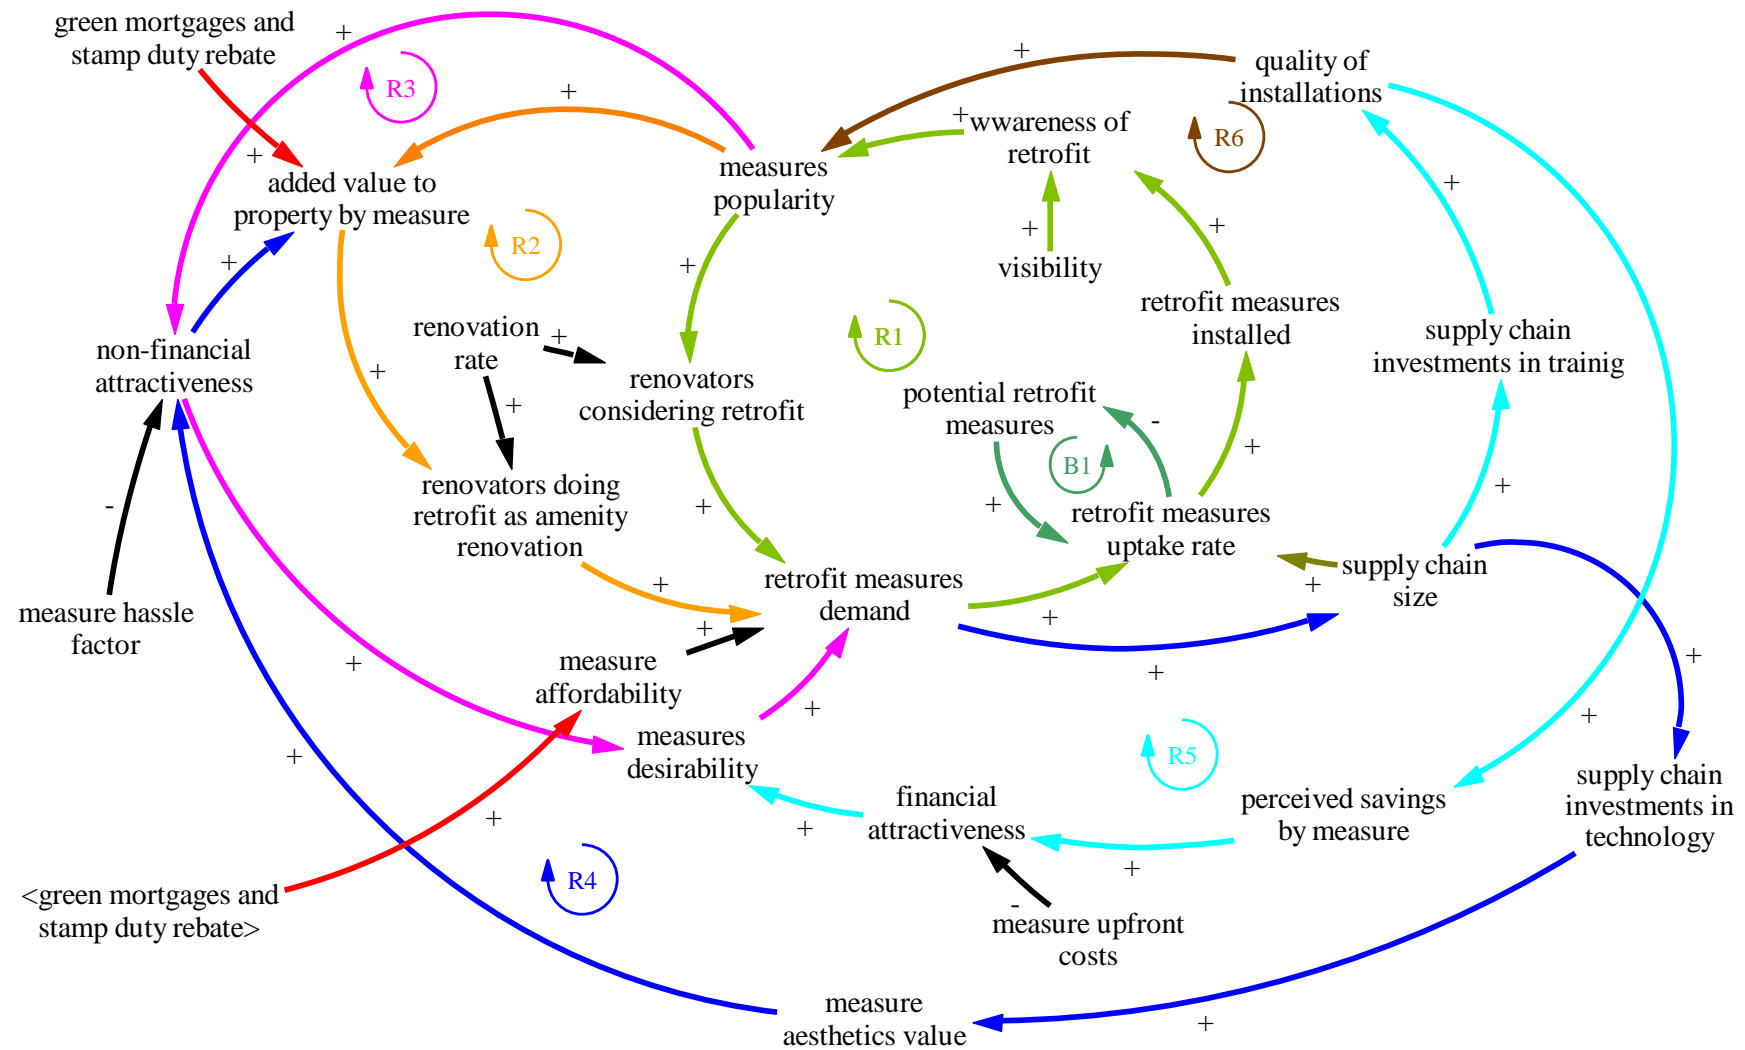 green mortgages and
stamp duty rebate
+
R3
+
+
+
quality of
installations
R6
+
wwareness of
retrofit
measures
popularity
added value to
property by measure
+
R2
+
+
+
+
visibility
+
retrofit measures
installed
supply chain
investments in trainig
non-financial
attractiveness
renovation
rate
+
+
+
R1
renovators
considering retrofit
potential retrofit
measures
-
B1
+
+
+
+
-
+
renovators doing
retrofit as amenity
renovation
retrofit measures
uptake rate
supply chain
size
+
+
+
retrofit measures
demand
measure hassle
factor
+
+
+
+
measure
affordability
+
measures
desirability
+
+
R5
+
supply chain
investments in
technology
perceived savings
by measure
financial
attractiveness
+
+
+
R4
<green mortgages and
stamp duty rebate>
-
measure upfront
costs
measure
aesthetics value
+